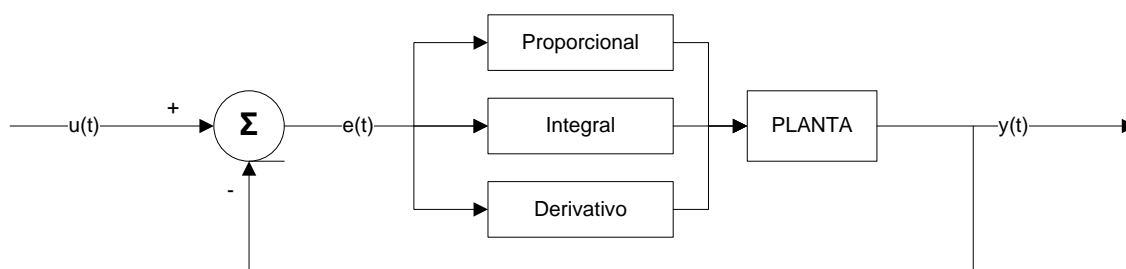 Proporcional
u(t)
+
Σ
e(t)
Integral
PLANTA
y(t)
-
Derivativo